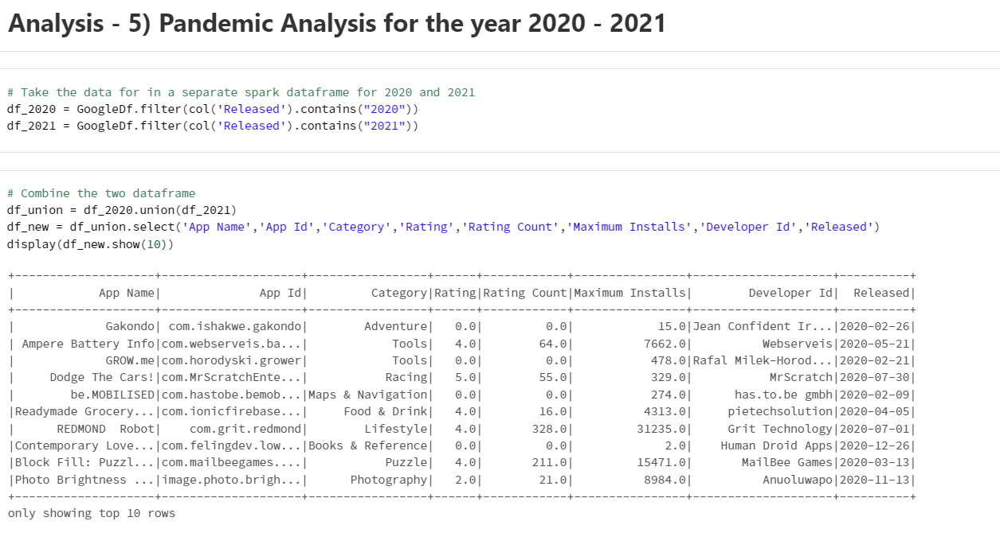 Analysis - 5) Pandemic Analysis for the year 2020 - 2021
# Take the data for in a separate spark dataframe for 2020 and 2021
df_2020 = GoogleDf.filter(col('Released').contains("2020"))
df_2021 = GoogleDf.filter(col('Released').contains("2021"))
# Combine the two dataframe
df_union = df_2020.union(df_2021)
df_new = df_union.select('App Name','App Id','Category','Rating','Rating Count','Maximum Installs','Developer Id','Released')
display(df_new.show(10))
+--------------------+--------------------+-----------------+------+------------+----------------+--------------------+----------+
|            App Name|              App Id|         Category|Rating|Rating Count|Maximum Installs|        Developer Id|  Released|
+--------------------+--------------------+-----------------+------+------------+----------------+--------------------+----------+
|             Gakondo| com.ishakwe.gakondo|        Adventure|   0.0|         0.0|            15.0|Jean Confident Ir...|2020-02-26|
| Ampere Battery Info|com.webserveis.ba...|            Tools|   4.0|        64.0|          7662.0|          Webserveis|2020-05-21|
|             GROW.me|com.horodyski.grower|            Tools|   0.0|         0.0|           478.0|Rafal Milek-Horod...|2020-02-21|
|     Dodge The Cars!|com.MrScratchEnte...|           Racing|   5.0|        55.0|           329.0|           MrScratch|2020-07-30|
|        be.MOBILISED|com.hastobe.bemob...|Maps & Navigation|   0.0|         0.0|           274.0|      has.to.be gmbh|2020-02-09|
|Readymade Grocery...|com.ionicfirebase...|     Food & Drink|   4.0|        16.0|          4313.0|     pietechsolution|2020-04-05|
|      REDMOND  Robot|    com.grit.redmond|        Lifestyle|   4.0|       328.0|         31235.0|     Grit Technology|2020-07-01|
|Contemporary Love...|com.felingdev.low...|Books & Reference|   0.0|         0.0|             2.0|    Human Droid Apps|2020-12-26|
|Block Fill: Puzzl...|com.mailbeegames....|           Puzzle|   4.0|       211.0|         15471.0|       MailBee Games|2020-03-13|
|Photo Brightness ...|image.photo.brigh...|      Photography|   2.0|        21.0|          8984.0|          Anuoluwapo|2020-11-13|
+--------------------+--------------------+-----------------+------+------------+----------------+--------------------+----------+
only showing top 10 rows